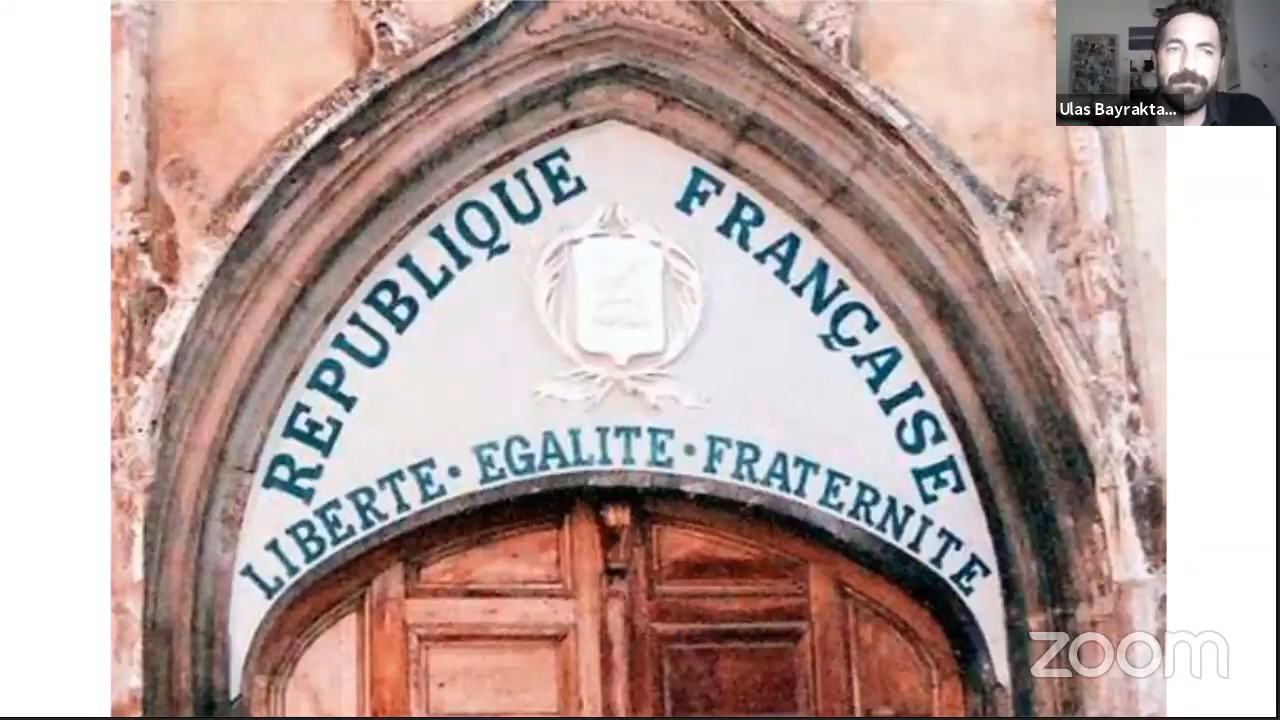 Ulas Bayrakta...
REPUBLIQUE FRANÇAISE
LIBERTE·EGALITE·FRATERNITE
zoom